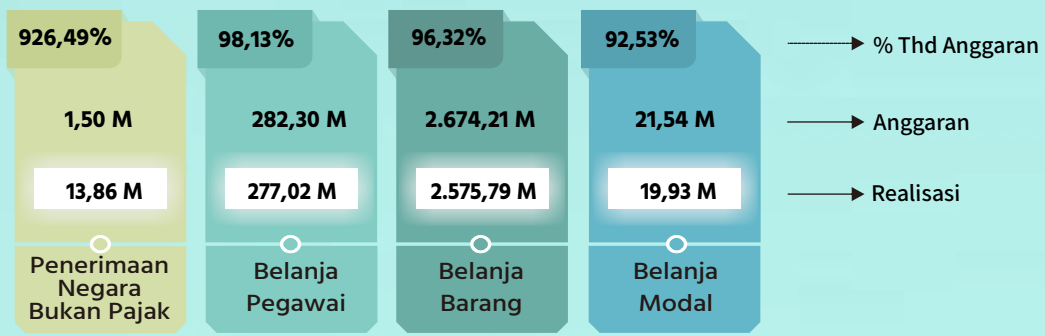 926,49%
98,13%
96,32%
92,53%
% Thd Anggaran
1,50 M
282,30 M
2.674,21 M
21,54 M
Anggaran
13,86 M
277,02 M
2.575,79 M
19,93 M
Realisasi
Penerimaan
Negara
Bukan Pajak
Belanja
Pegawai
Belanja
Barang
Belanja
Modal